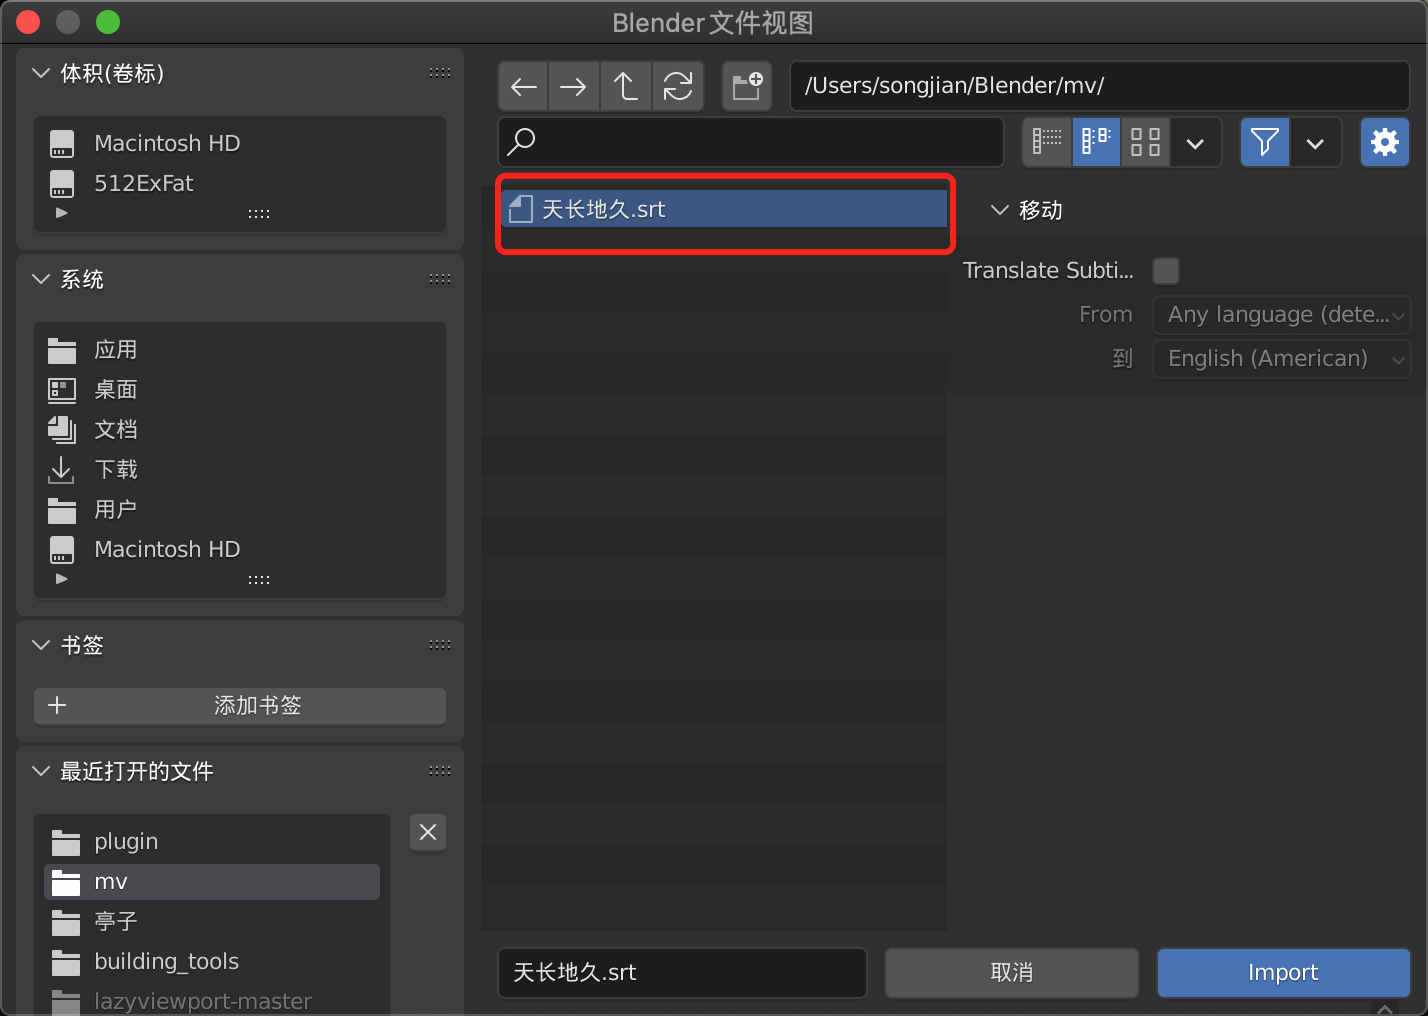 Blender文件视图
体积(卷标)
Macintosh HD
512ExFat
系统
应用
桌面
文档
下载
用户
Macintosh HD
书签
添加书签
最近打开的文件
plugin
mv
亭子
building_tools
lazyviewport-master
/Users/songjian/Blender/mv/
天长地久.srt
移动
Translate Subti...
From Any language (dete...
到 English (American)
天长地久.srt
取消
Import